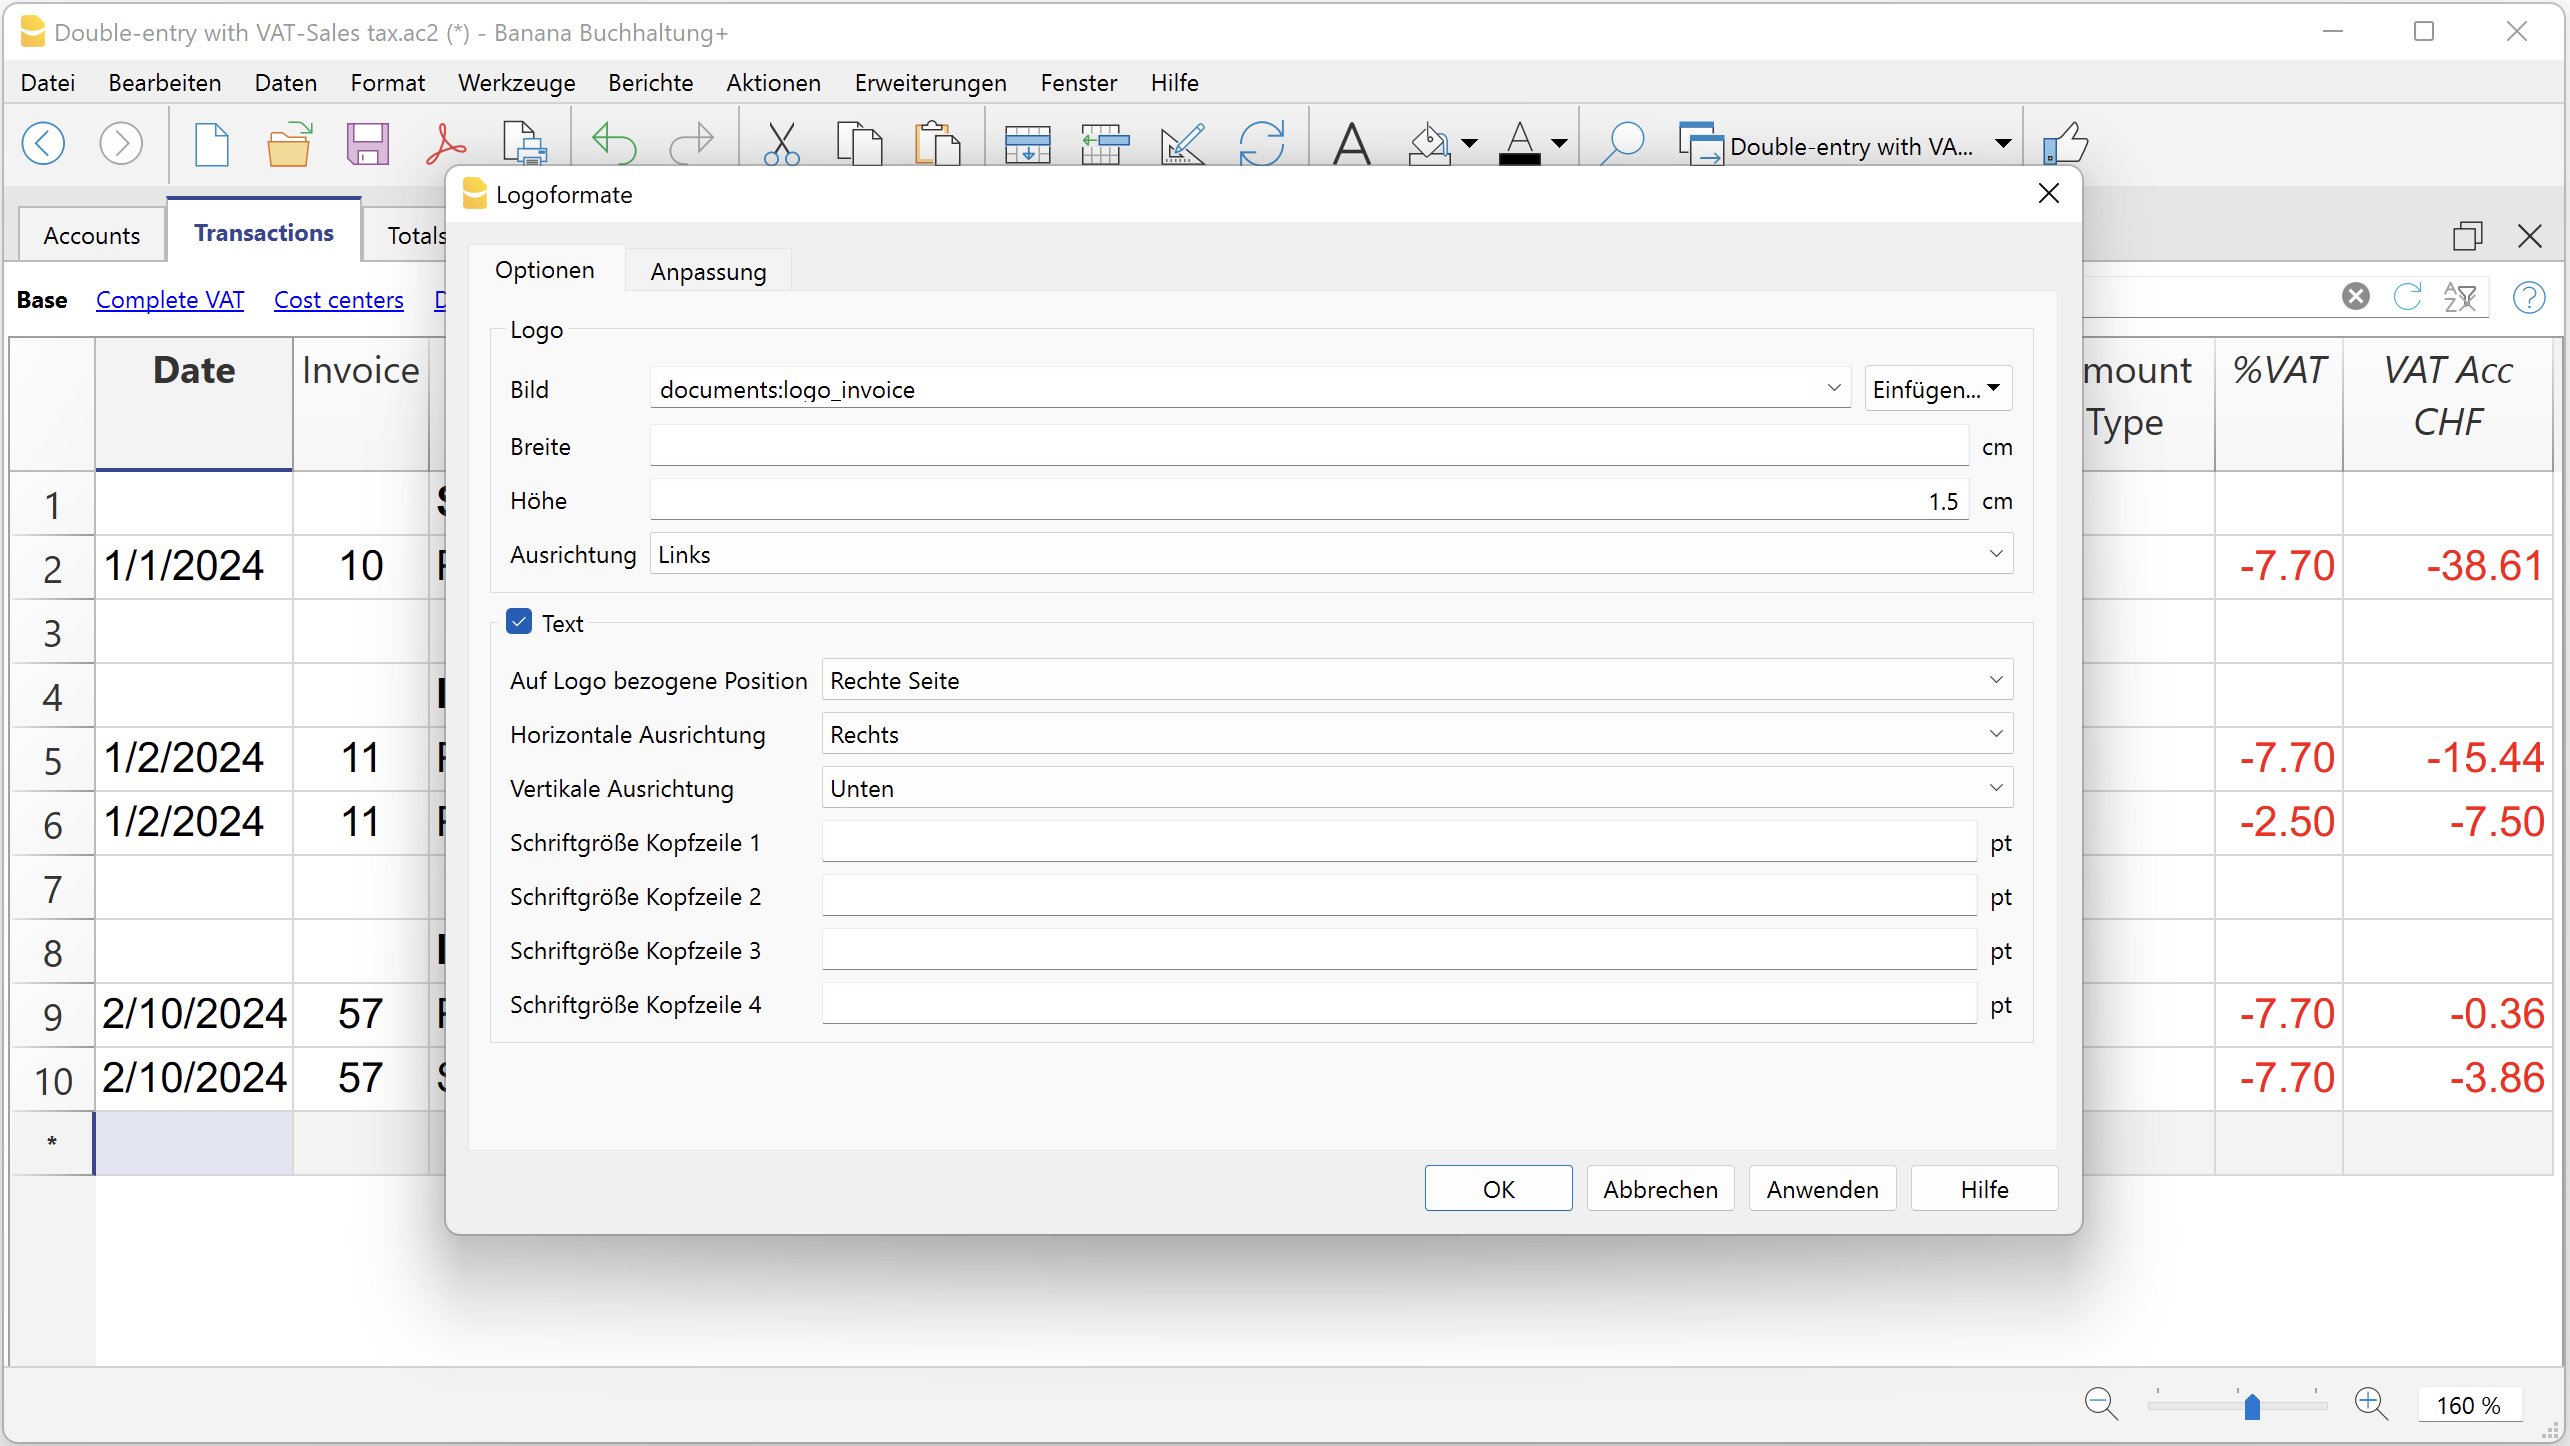 Double-entry with VAT-Sales tax.ac2 (*) - Banana Buchhaltung+
Datei Bearbeiten Daten Format Werkzeuge Berichte Aktionen Erweiterungen Fenster Hilfe
Double-entry with VA...
Accounts Transactions Totals
Base Complete VAT Cost centers
Logoformate
Optionen Anpassung
Logo
Bild documents:logo_invoice Einfügen...
Breite cm
Höhe 1.5 cm
Ausrichtung Links
Text
Auf Logo bezogene Position Rechte Seite
Horizontale Ausrichtung Rechts
Vertikale Ausrichtung Unten
Schriftgröße Kopfzeile 1 pt
Schriftgröße Kopfzeile 2 pt
Schriftgröße Kopfzeile 3 pt
Schriftgröße Kopfzeile 4 pt
OK Abbrechen Anwenden Hilfe
Date Invoice mount Type %VAT VAT Acc CHF
1
2 1/1/2024 10 -7.70 -38.61
3
4
5 1/2/2024 11 -7.70 -15.44
6 1/2/2024 11 -2.50 -7.50
7
8
9 2/10/2024 57 -7.70 -0.36
10 2/10/2024 57 -7.70 -3.86
*
160 %